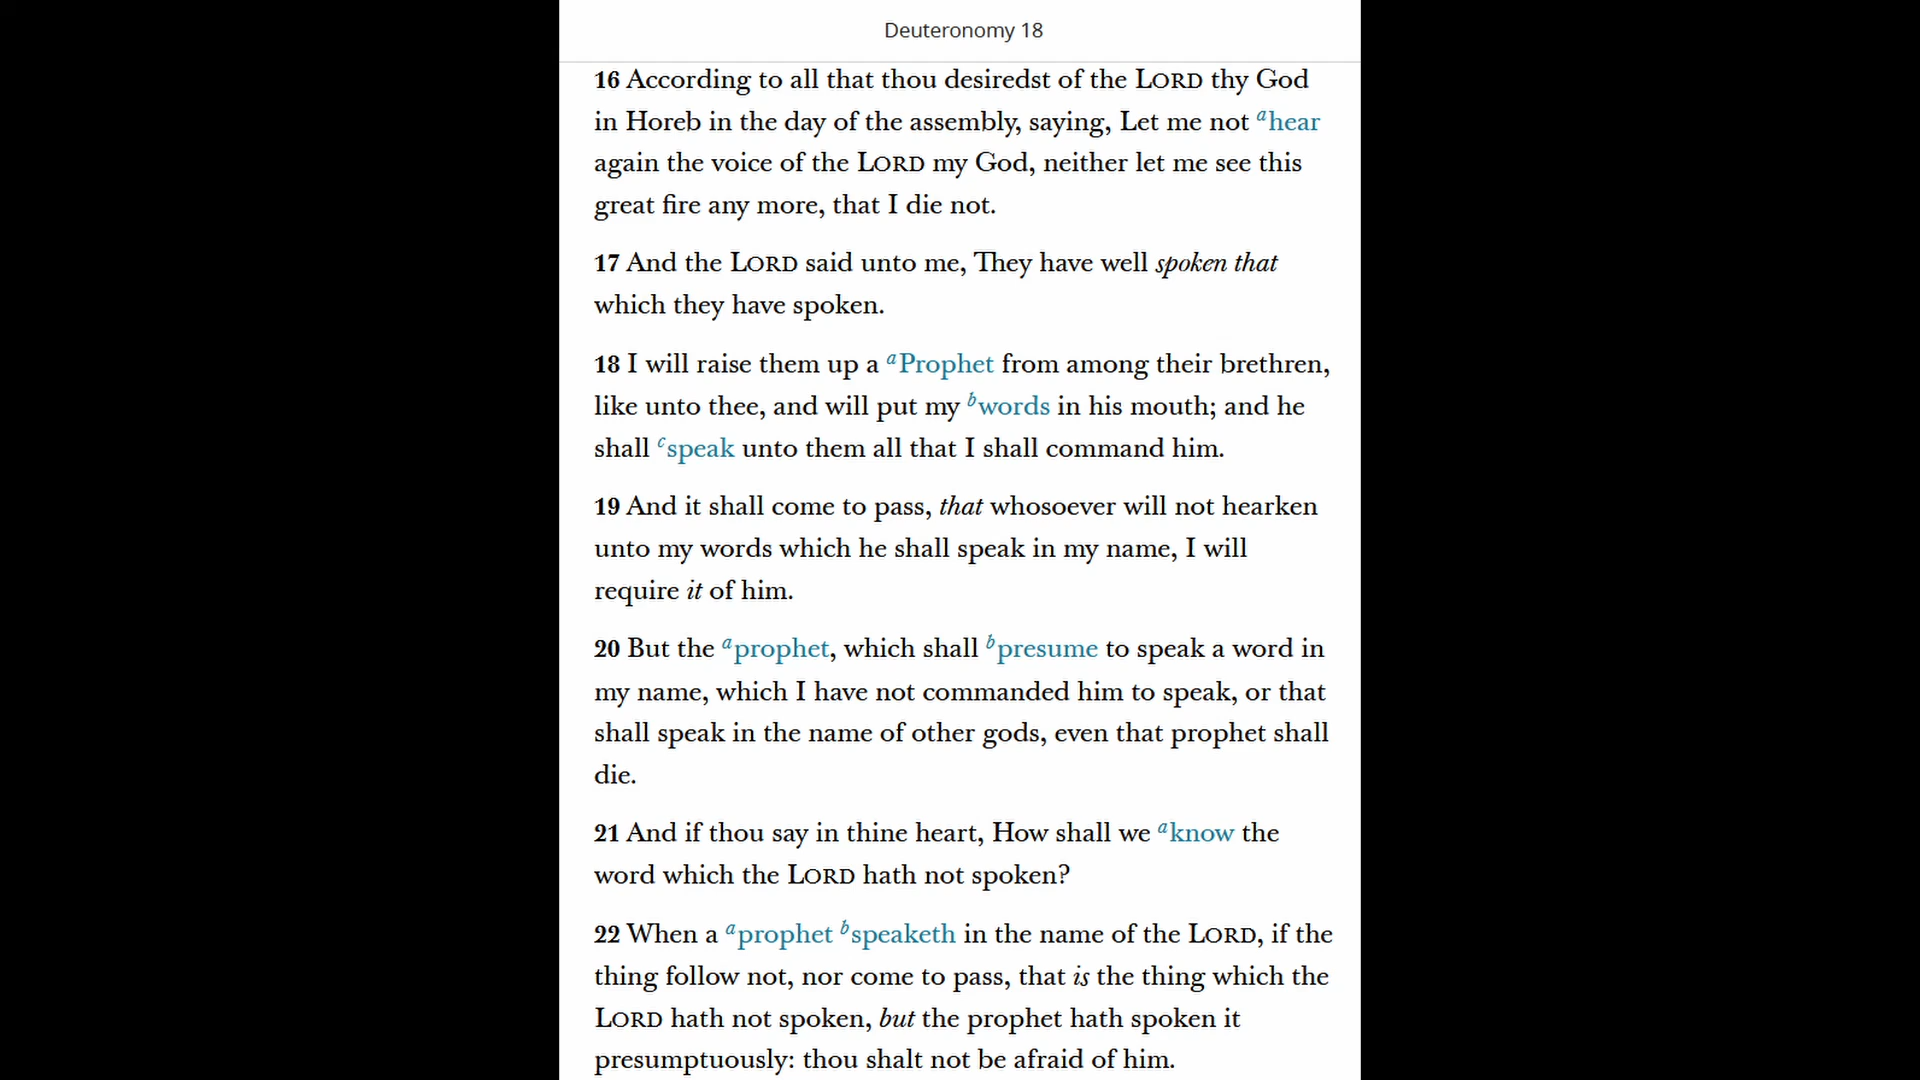 Deuteronomy 18
16 According to all that thou desiredst of the LORD thy God
in Horeb in the day of the assembly, saying, Let me not a hear
again the voice of the LORD my God, neither let me see this
great fire any more, that I die not.
17 And the LORD said unto me, They have well spoken that
which they have spoken.
18 I will raise them up a a Prophet from among their brethren,
like unto thee, and will put my b words in his mouth; and he
shall c speak unto them all that I shall command him.
19 And it shall come to pass, that whosoever will not hearken
unto my words which he shall speak in my name, I will
require it of him.
20 But the a prophet, which shall b presume to speak a word in
my name, which I have not commanded him to speak, or that
shall speak in the name of other gods, even that prophet shall
die.
21 And if thou say in thine heart, How shall we a know the
word which the LORD hath not spoken?
22 When a a prophet b speaketh in the name of the LORD, if the
thing follow not, nor come to pass, that is the thing which the
LORD hath not spoken, but the prophet hath spoken it
presumptuously: thou shalt not be afraid of him.